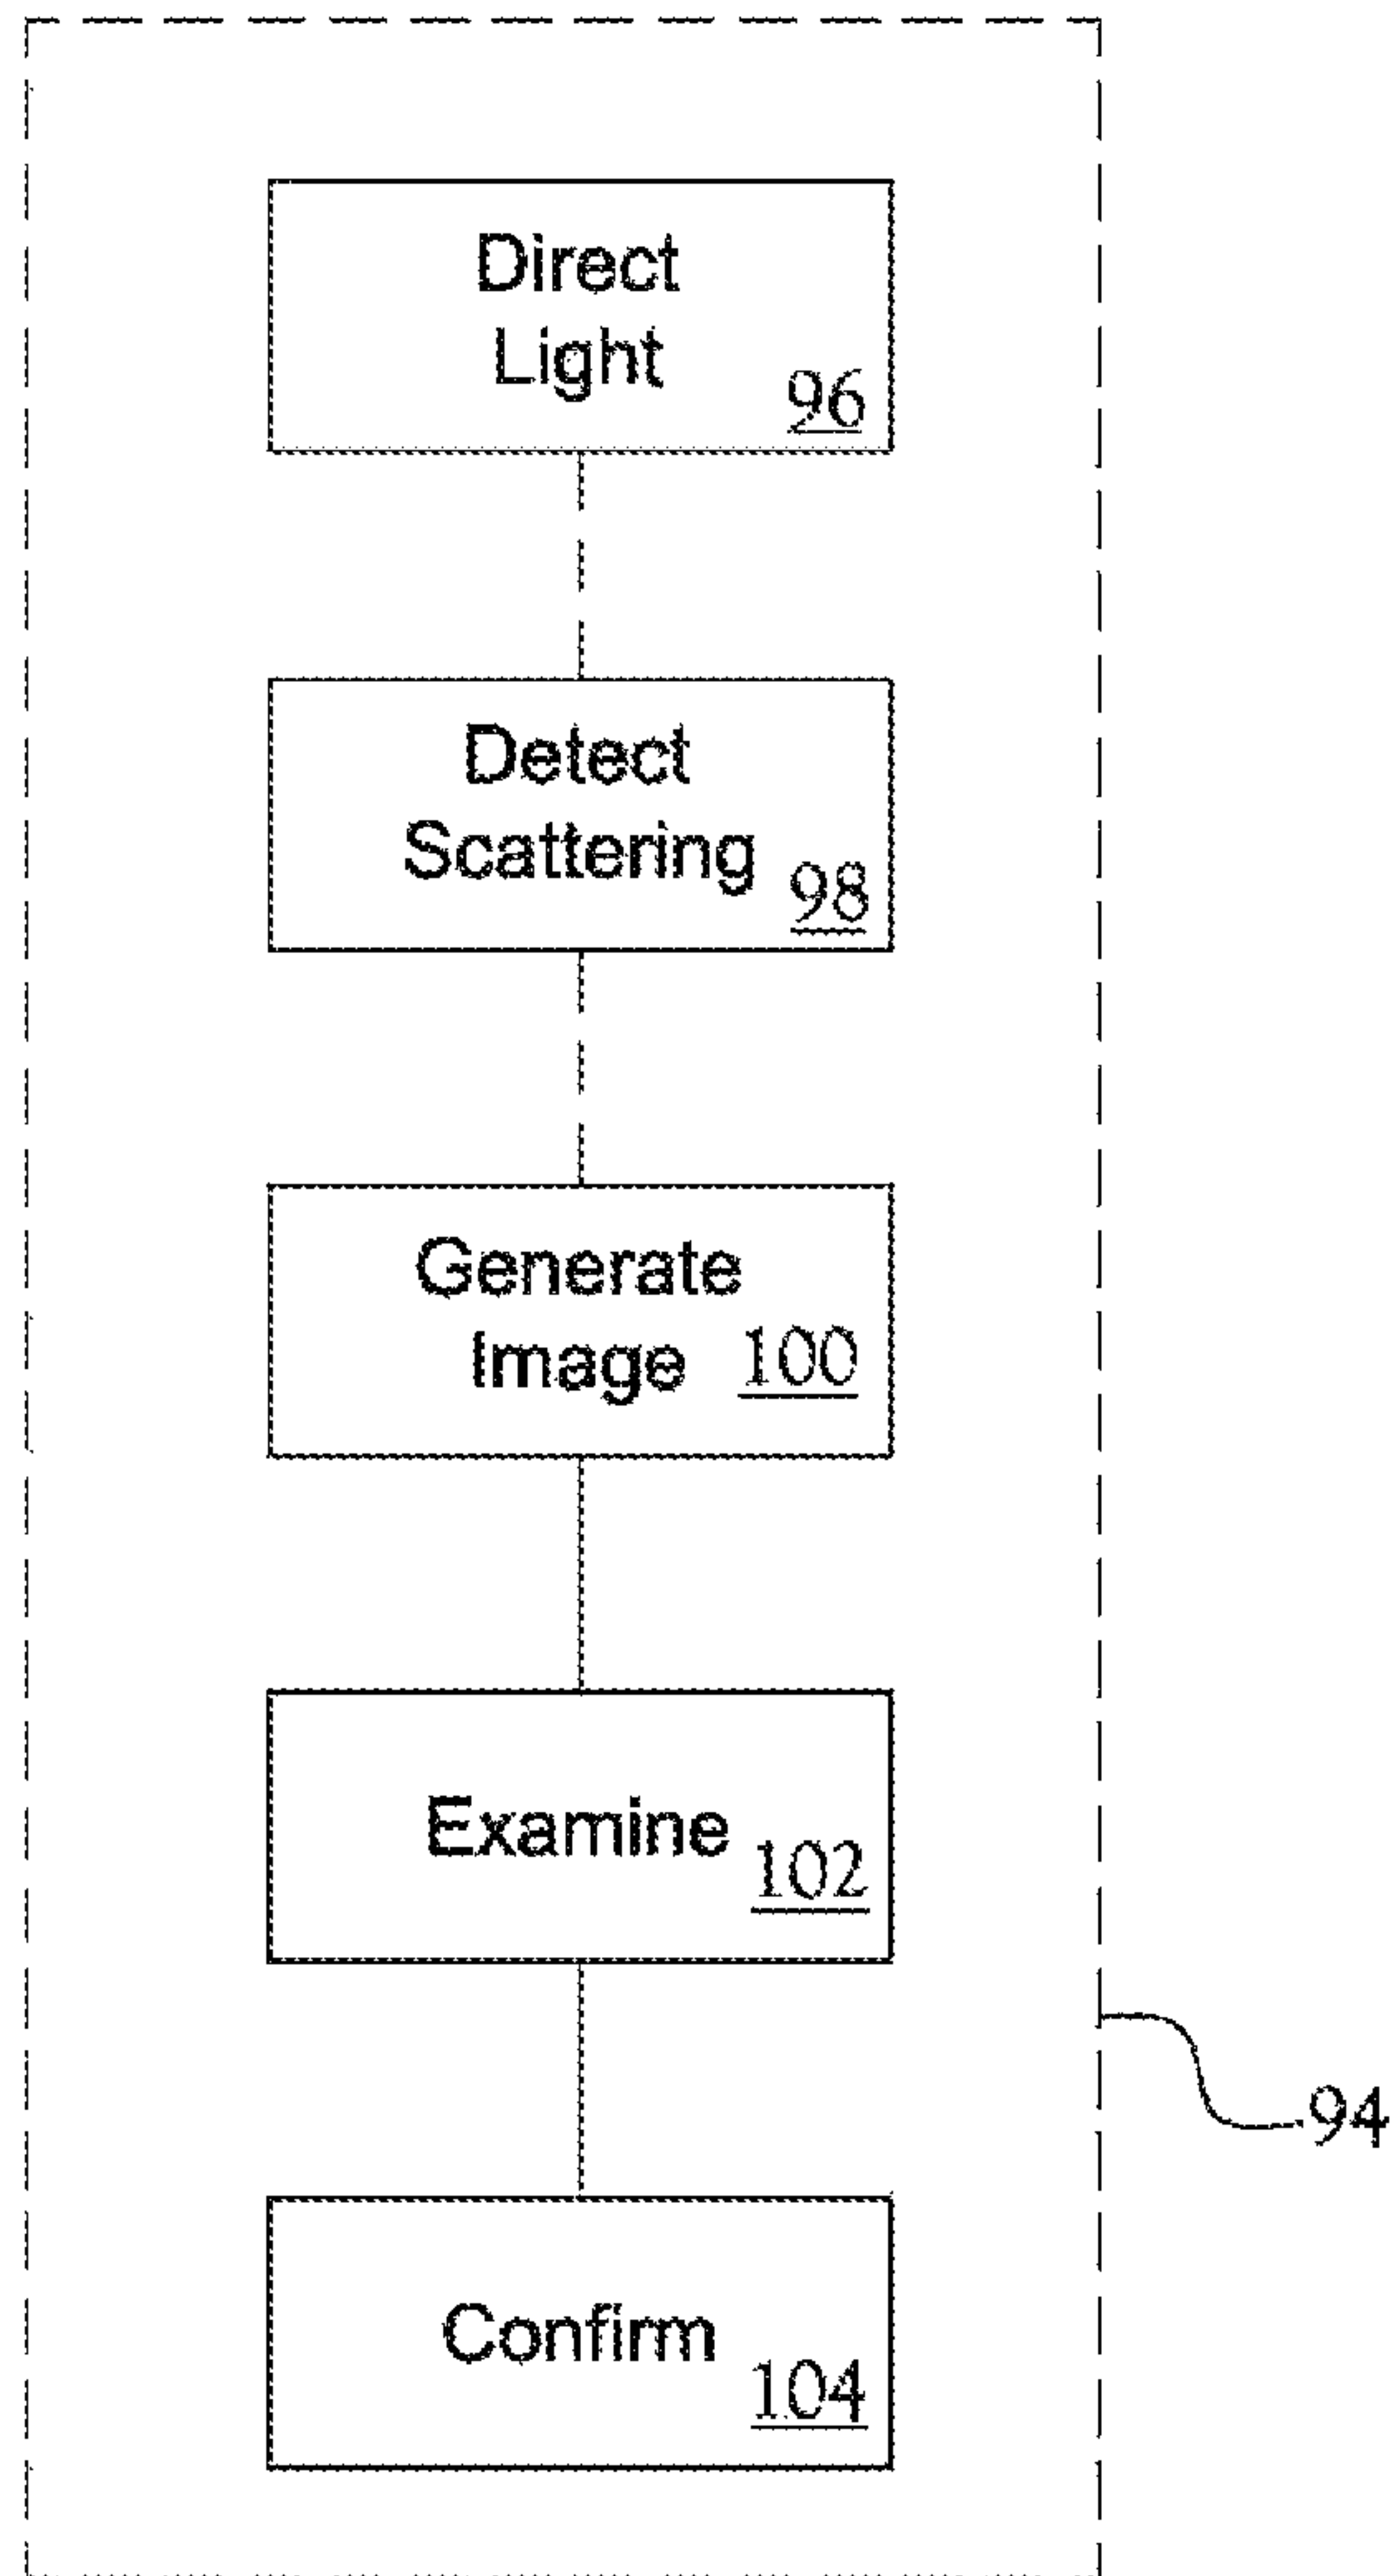 Direct
Light
96
Detect
Scattering
98
Generate
Image 100
Examine
102
Confirm
104
94